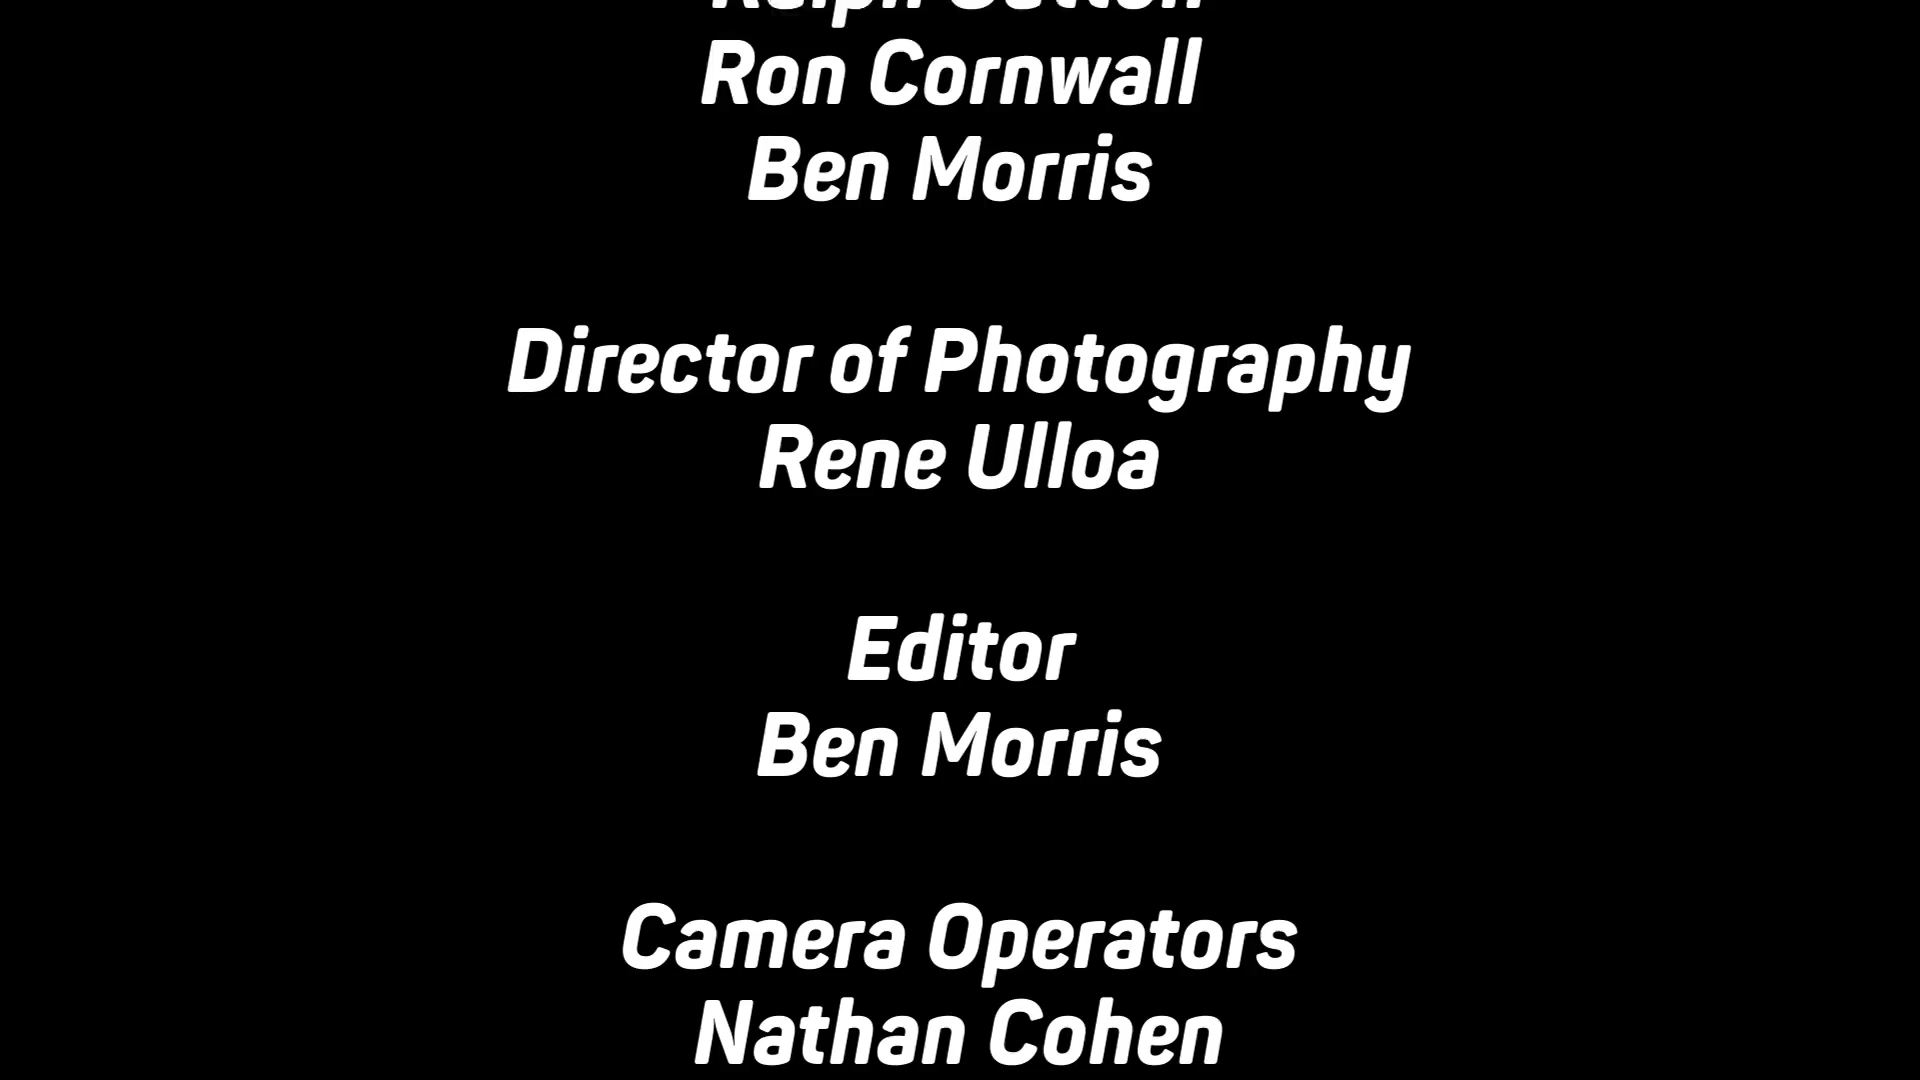 Ron Cornwall
Ben Morris
Director of Photography
Rene Ulloa
Editor
Ben Morris
Camera Operators
Nathan Cohen